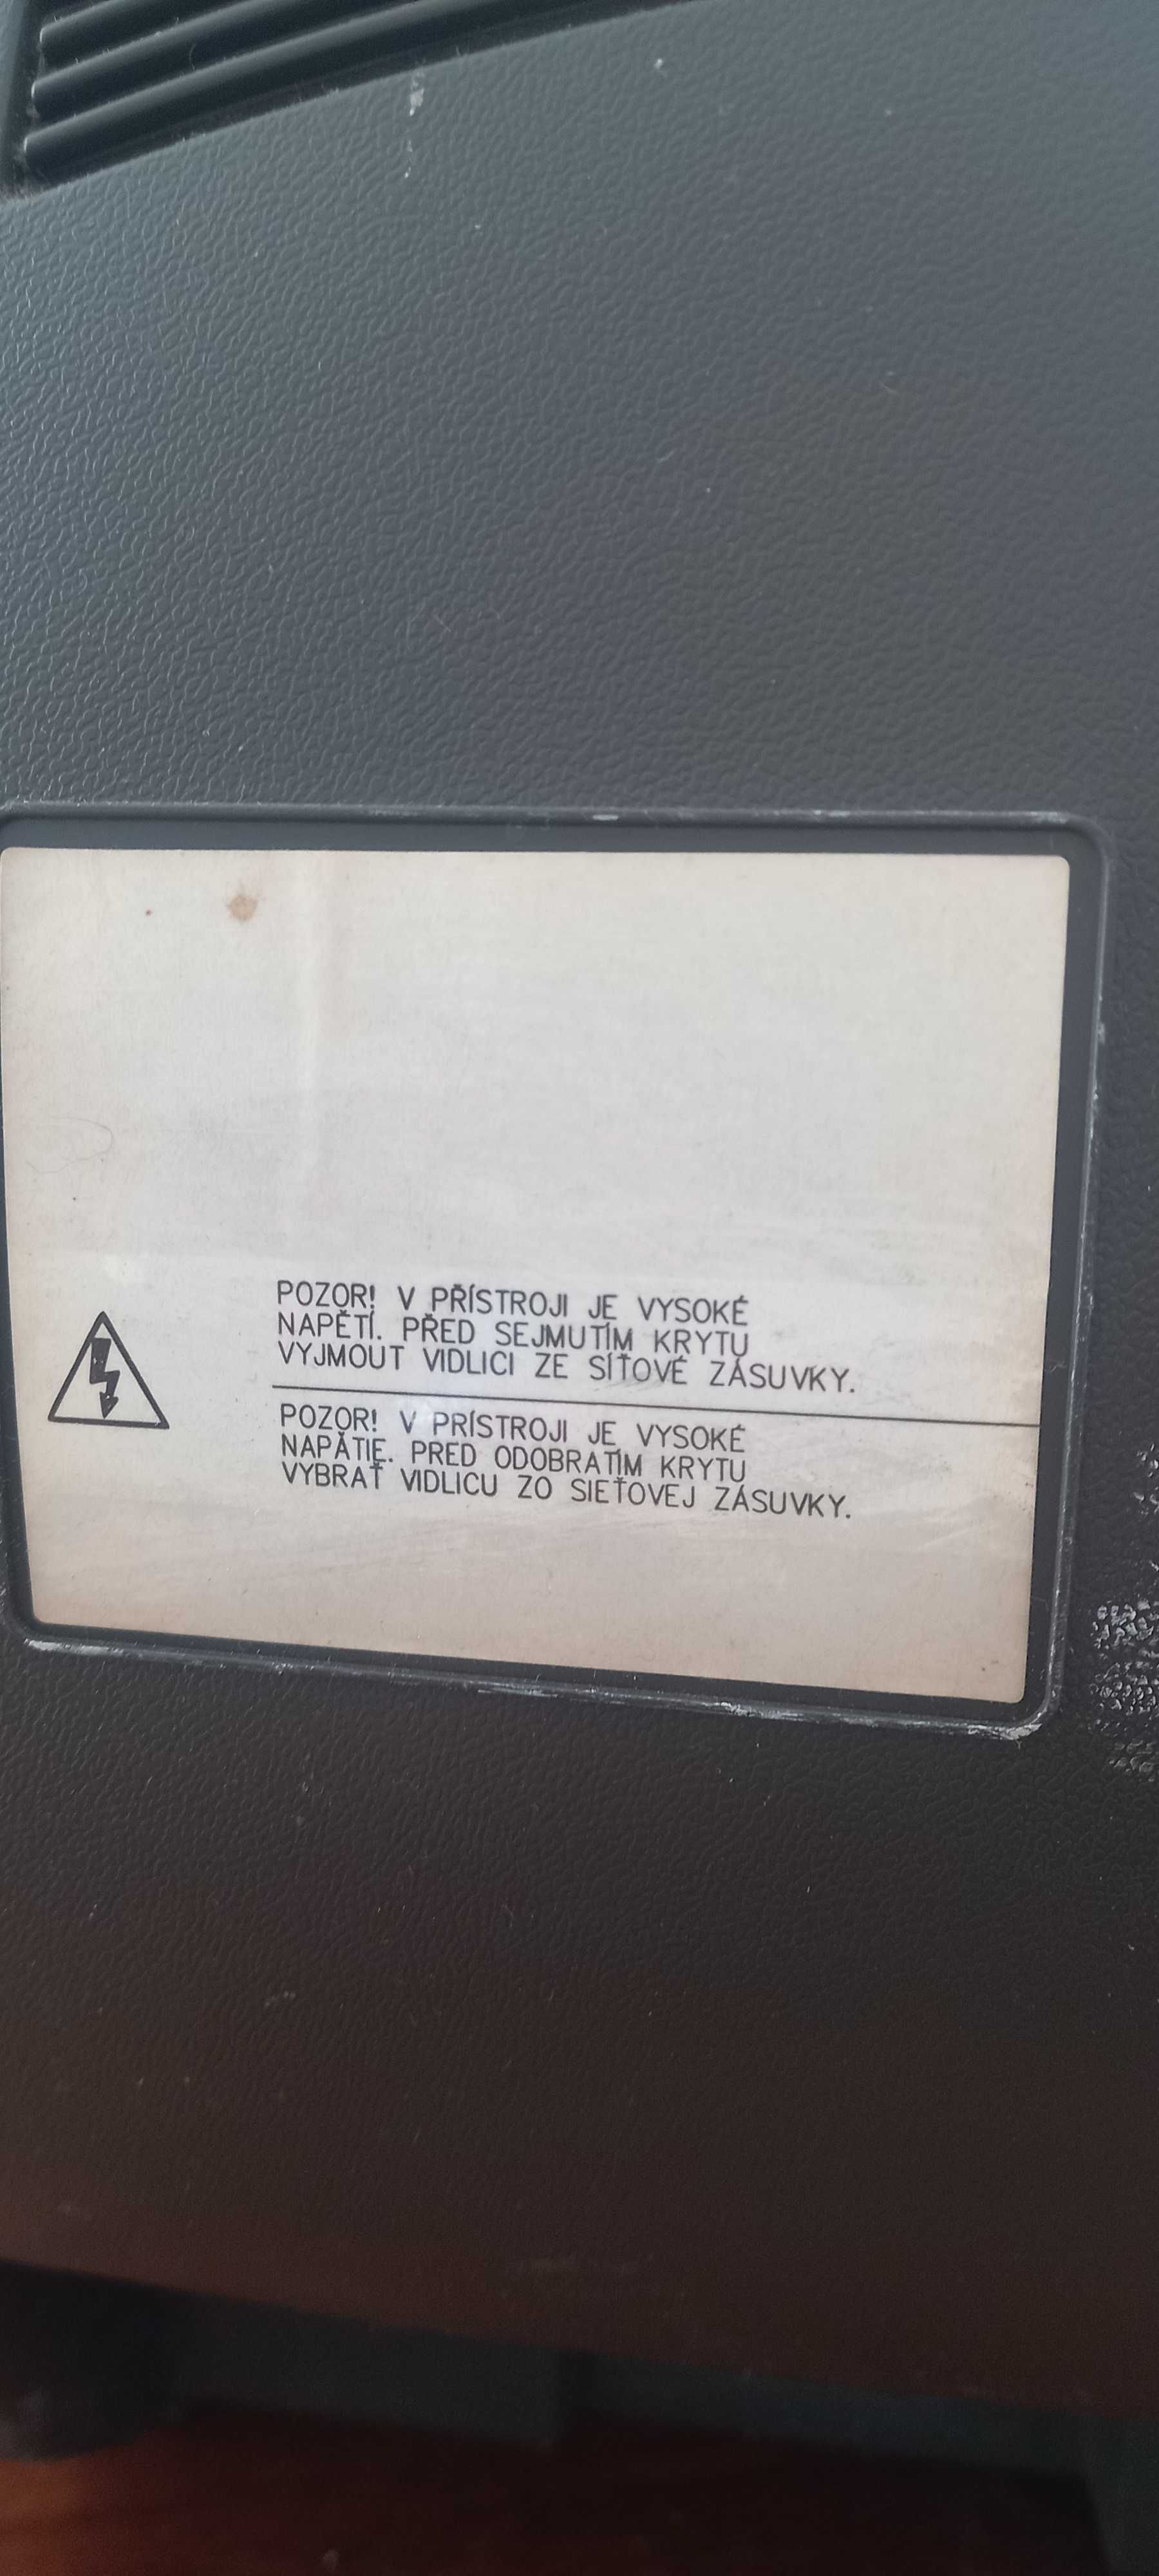 POZOR! V PŘÍSTROJI JE VYSOKÉ
NAPĚTÍ. PŘED SEJMUTÍM KRYTU
VYJMOUT VIDLICI ZE SÍŤOVÉ ZÁSUVKY.
POZOR! V PRÍSTROJI JE VYSOKÉ
NAPÄTIE. PRED ODOBRATÍM KRYTU
VYBRAŤ VIDLICU ZO SIEŤOVEJ ZÁSUVKY.